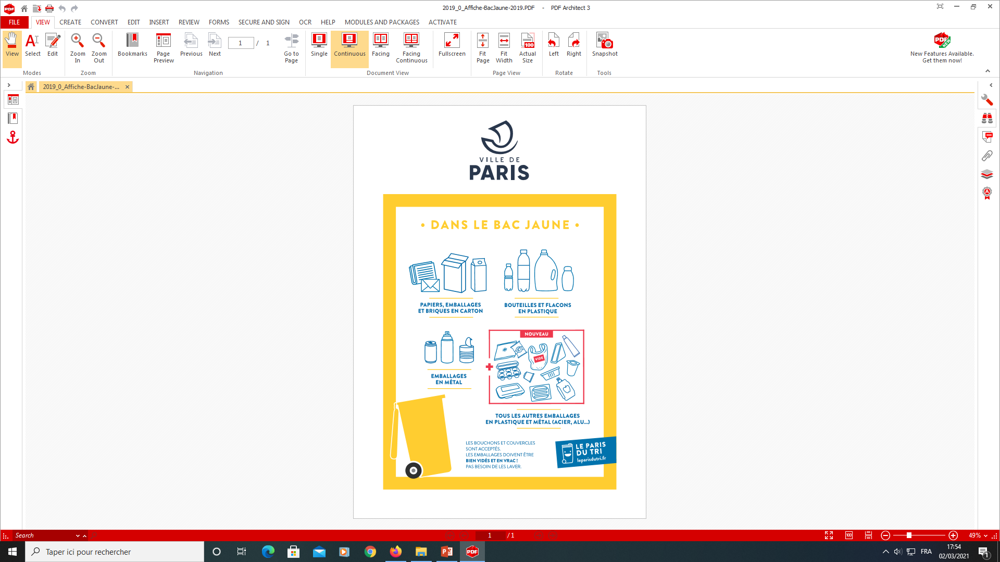 2019_0_Affiche-BacJaune-2019.PDF - PDF Architect 3
FILE VIEW CREATE CONVERT EDIT INSERT REVIEW FORMS SECURE AND SIGN OCR HELP MODULES AND PACKAGES ACTIVATE
View Select Edit
Modes
Zoom In Zoom Out
Zoom
Bookmarks Page Preview Previous Next 1 / 1 Go to Page
Navigation
Single Continuous Facing Facing Continuous Fullscreen
Document View
Fit Page Fit Width Actual Size
Page View
Left Right
Rotate
Snapshot
Tools
PDF NEW
New Features Available.
Get them now!
2019_0_Affiche-BacJaune-...
VILLE DE
PARIS
• DANS LE BAC JAUNE •
PAPIERS, EMBALLAGES
ET BRIQUES EN CARTON
BOUTEILLES ET FLACONS
EN PLASTIQUE
EMBALLAGES
EN MÉTAL
NOUVEAU
VIDE
+
TOUS LES AUTRES EMBALLAGES
EN PLASTIQUE ET MÉTAL (ACIER, ALU...)
LES BOUCHONS ET COUVERCLES
SONT ACCEPTÉS.
LES EMBALLAGES DOIVENT ÊTRE
BIEN VIDÉS ET EN VRAC !
PAS BESOIN DE LES LAVER.
LE PARIS
DU TRI
leparisdutri.fr
Search
1 / 1
49%
Taper ici pour rechercher
FRA
17:54
02/03/2021
1